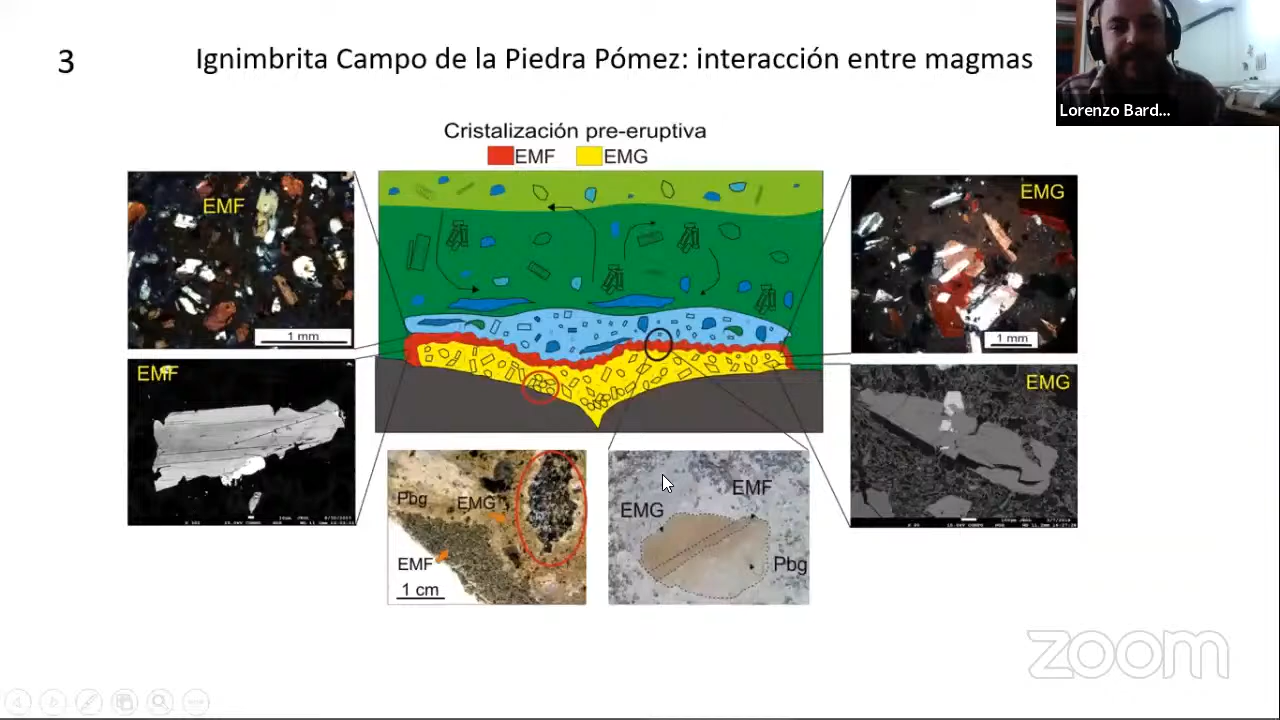 3
Ignimbrita Campo de la Piedra Pómez: interacción entre magmas
Lorenzo Bard...
Cristalización pre-eruptiva
EMF EMG
EMF
1 mm
EMG
1 mm
EMF
EMG
Pbg
EMG
EMF
1 cm
EMF
EMG
Pbg
zoom